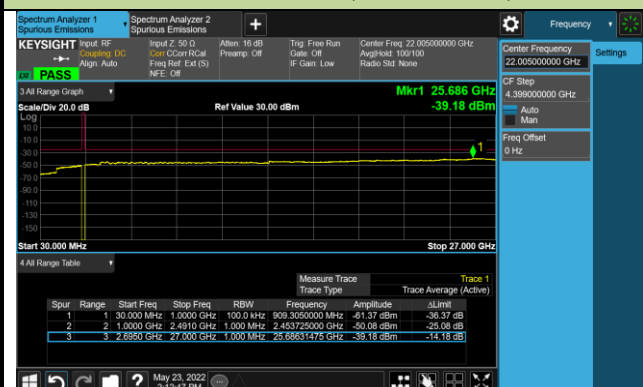 Spectrum Analyzer 1
Spurious Emissions
Spectrum Analyzer 2
Spurious Emissions
+
Frequency
KEYSIGHT
Input: RF
Coupling: DC
Align: Auto
Input Z: 50 Ω
Corr CCorr RCal
Freq Ref: Ext (S)
NFE: Off
Atten: 16 dB
Preamp: Off
Trig: Free Run
Gate: Off
IF Gain: Low
Center Freq: 22.005000000 GHz
Avg|Hold: 100/100
Radio Std: None
PASS
Center Frequency
22.005000000 GHz
Settings
CF Step
4.399000000 GHz
Auto
Man
Freq Offset
0 Hz
3 All Range Graph
Mkr1 25.686 GHz
Scale/Div 20.0 dB
Ref Value 30.00 dBm
-39.18 dBm
Log
10.0
-10.0
-30.0
-50.0
-70.0
-90.0
-110
-130
-150
1
Start 30.000 MHz
Stop 27.000 GHz
4 All Range Table
Measure Trace Trace 1
Trace Type Trace Average (Active)
Spur Range Start Freq Stop Freq RBW Frequency Amplitude ΔLimit
1 1 30.000 MHz 1.0000 GHz 100.0 kHz 909.3050000 MHz -61.37 dBm -36.37 dB
2 2 1.0000 GHz 2.4910 GHz 1.000 MHz 2.453725000 GHz -50.08 dBm -25.08 dB
3 3 2.6950 GHz 27.000 GHz 1.000 MHz 25.68631475 GHz -39.18 dBm -14.18 dB
May 23, 2022